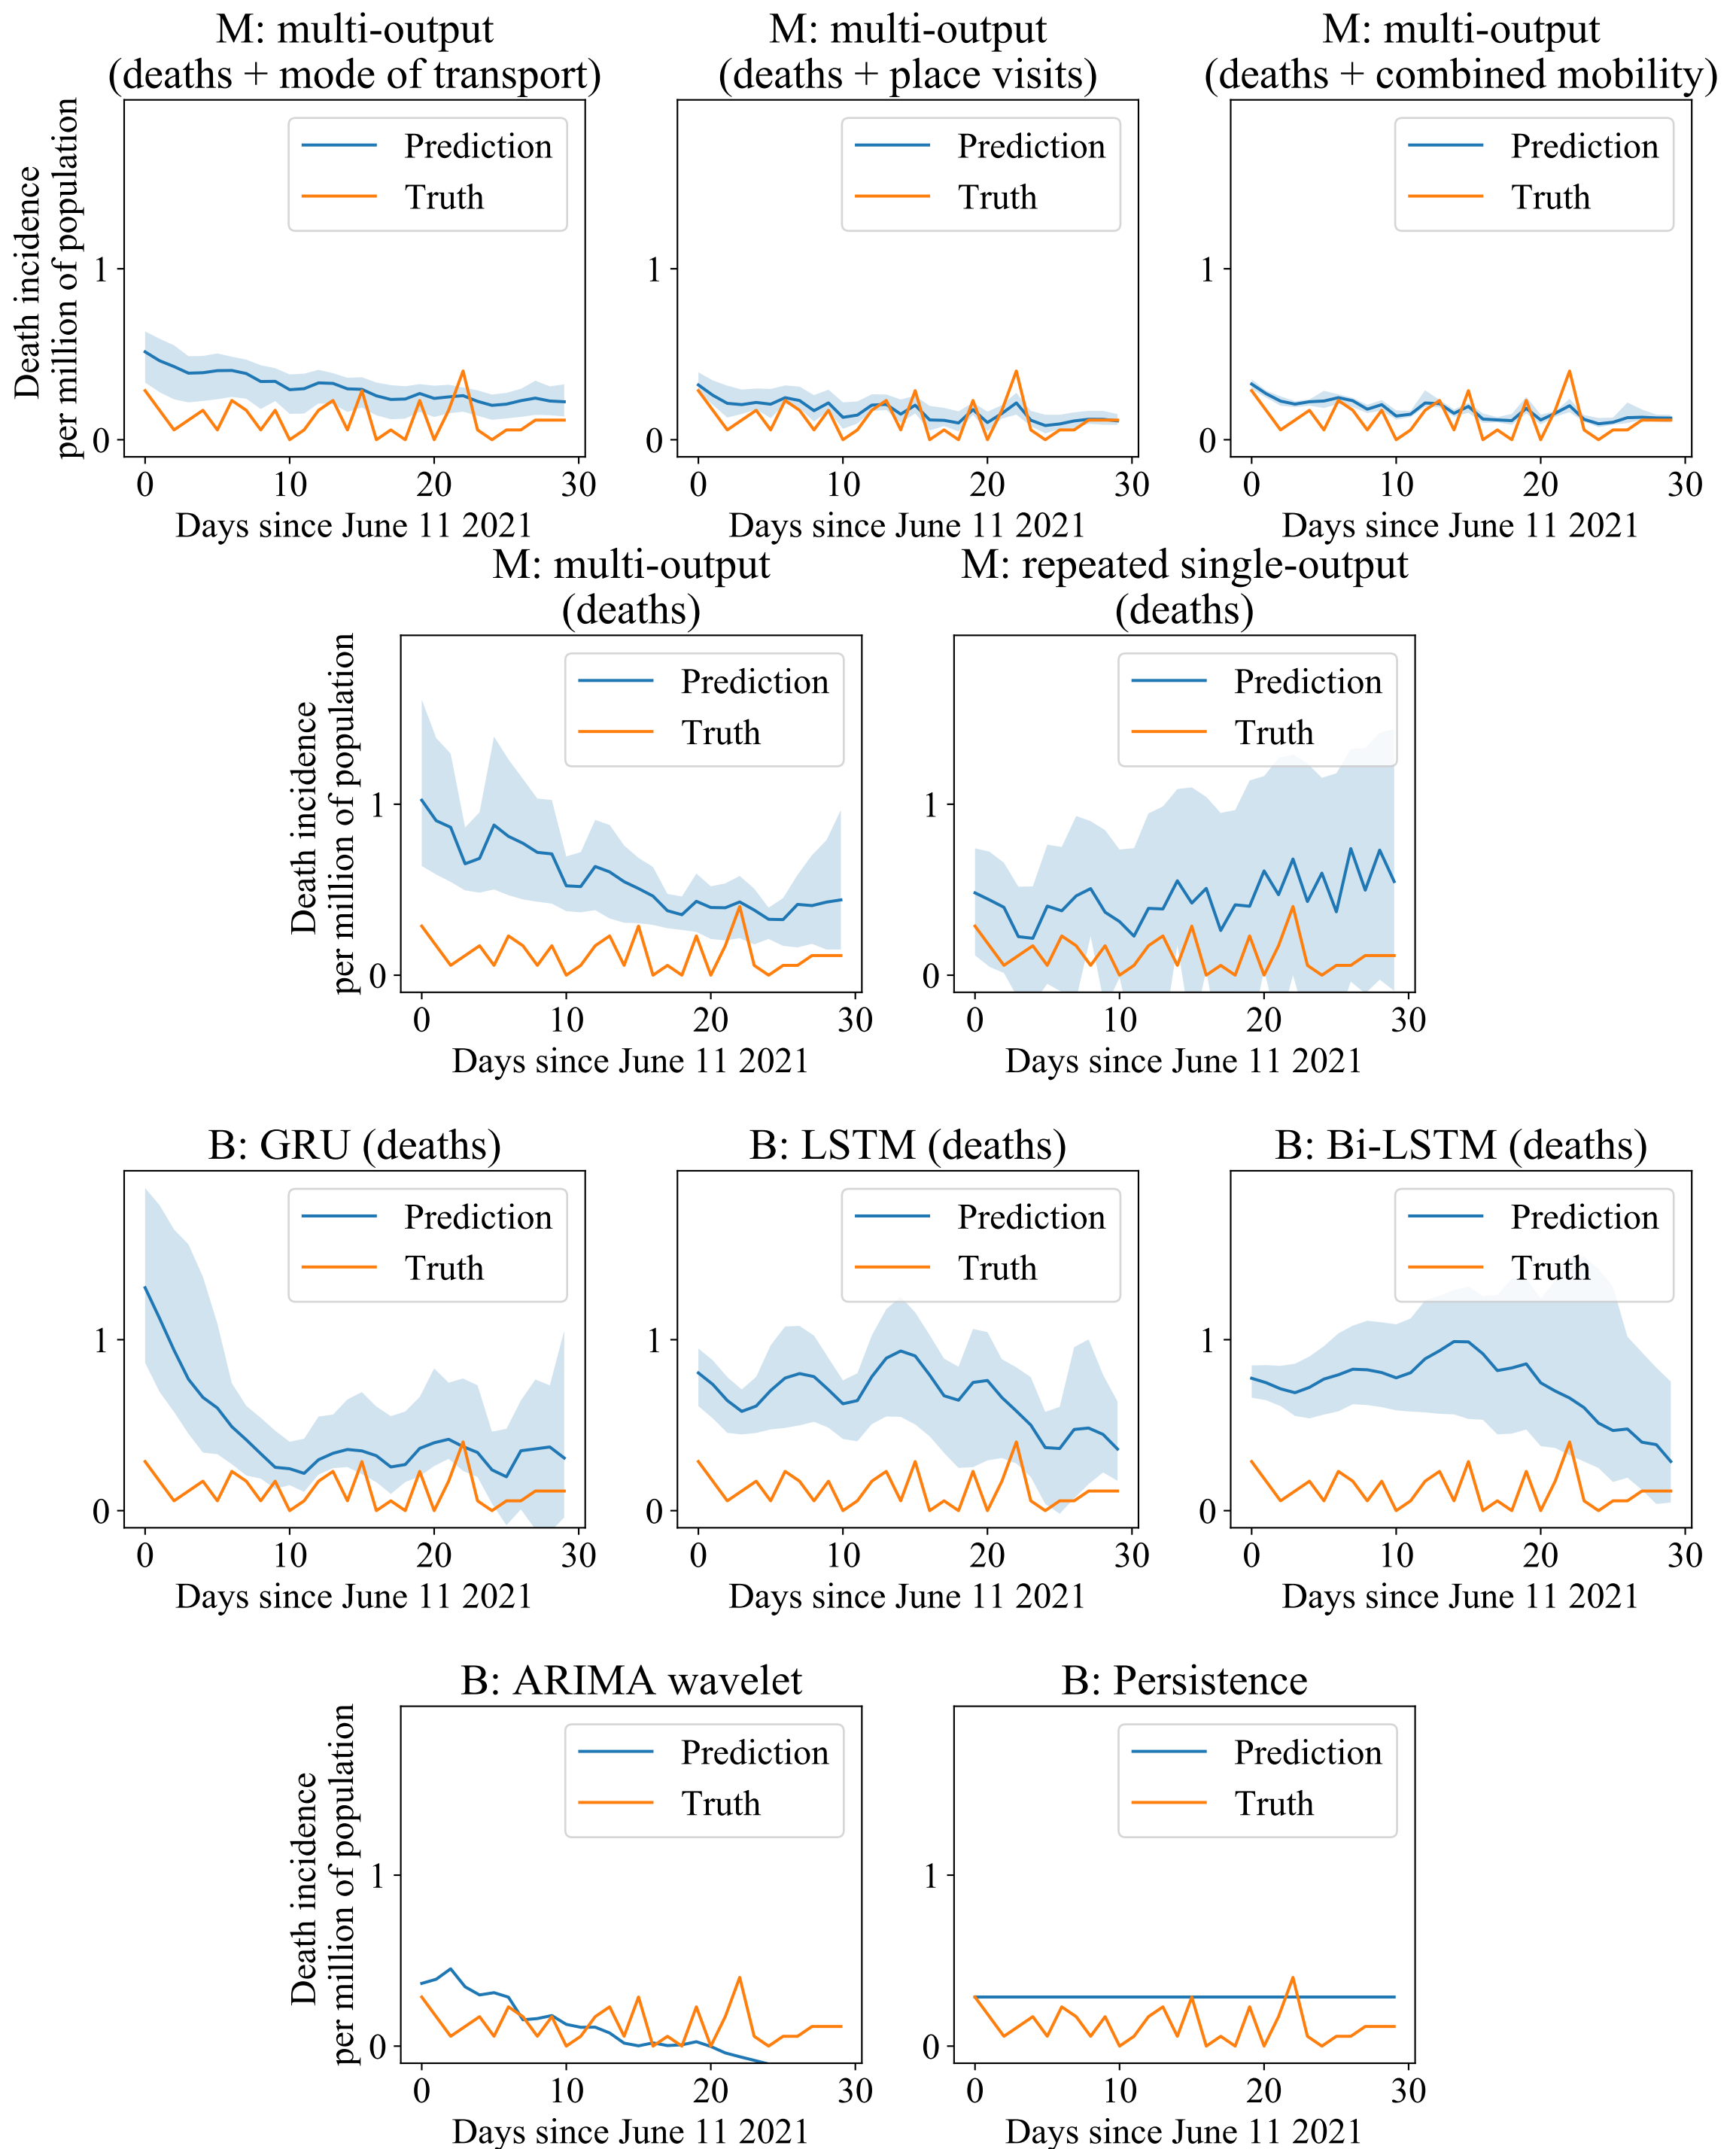 M: multi-output
(deaths + mode of transport)
M: multi-output
(deaths + place visits)
M: multi-output
(deaths + combined mobility)
Death incidence
per million of population
1
0
Prediction
Truth
0 10 20 30
Days since June 11 2021
1
0
Prediction
Truth
0 10 20 30
Days since June 11 2021
1
0
Prediction
Truth
0 10 20 30
Days since June 11 2021
M: multi-output
(deaths)
M: repeated single-output
(deaths)
Death incidence
per million of population
1
0
Prediction
Truth
0 10 20 30
Days since June 11 2021
1
0
Prediction
Truth
0 10 20 30
Days since June 11 2021
B: GRU (deaths)
B: LSTM (deaths)
B: Bi-LSTM (deaths)
1
0
Prediction
Truth
0 10 20 30
Days since June 11 2021
1
0
Prediction
Truth
0 10 20 30
Days since June 11 2021
1
0
Prediction
Truth
0 10 20 30
Days since June 11 2021
B: ARIMA wavelet
B: Persistence
Death incidence
per million of population
1
0
Prediction
Truth
0 10 20 30
Days since June 11 2021
1
0
Prediction
Truth
0 10 20 30
Days since June 11 2021